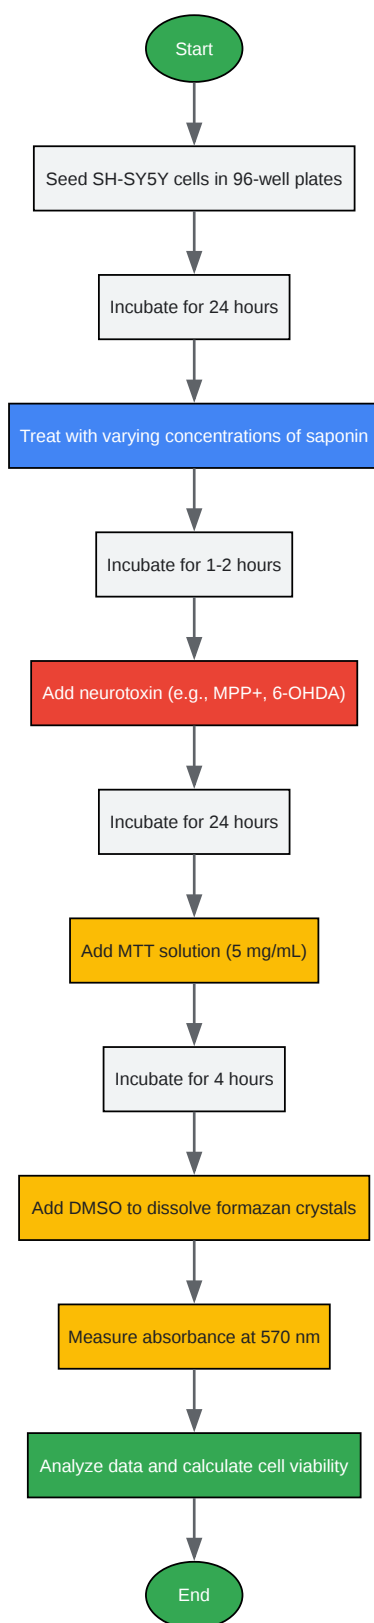 Start
Seed SH-SY5Y cells in 96-well plates
Incubate for 24 hours
Treat with varying concentrations of saponin
Incubate for 1-2 hours
Add neurotoxin (e.g., MPP+, 6-OHDA)
Incubate for 24 hours
Add MTT solution (5 mg/mL)
Incubate for 4 hours
Add DMSO to dissolve formazan crystals
Measure absorbance at 570 nm
Analyze data and calculate cell viability
End